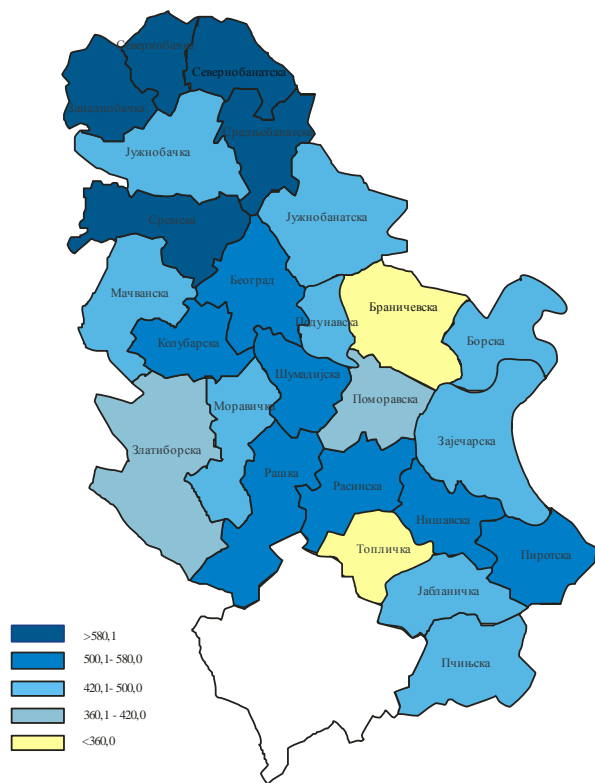 Севернобачка
Севернобанатска
Западнобачка
Средњебанатска
Јужнобачка
Јужнобанатска
Сремска
Београд
Мачванска
Браничевска
Подунавска
Борска
Колубарска
Шумадијска
Поморавска
Моравичка
Златиборска
Зајечарска
Рашка
Расинска
Нишавска
Топличка
Пиротска
Јабланичка
Пчињска
>580,1
500,1- 580,0
420,1- 500,0
360,1 - 420,0
<360,0